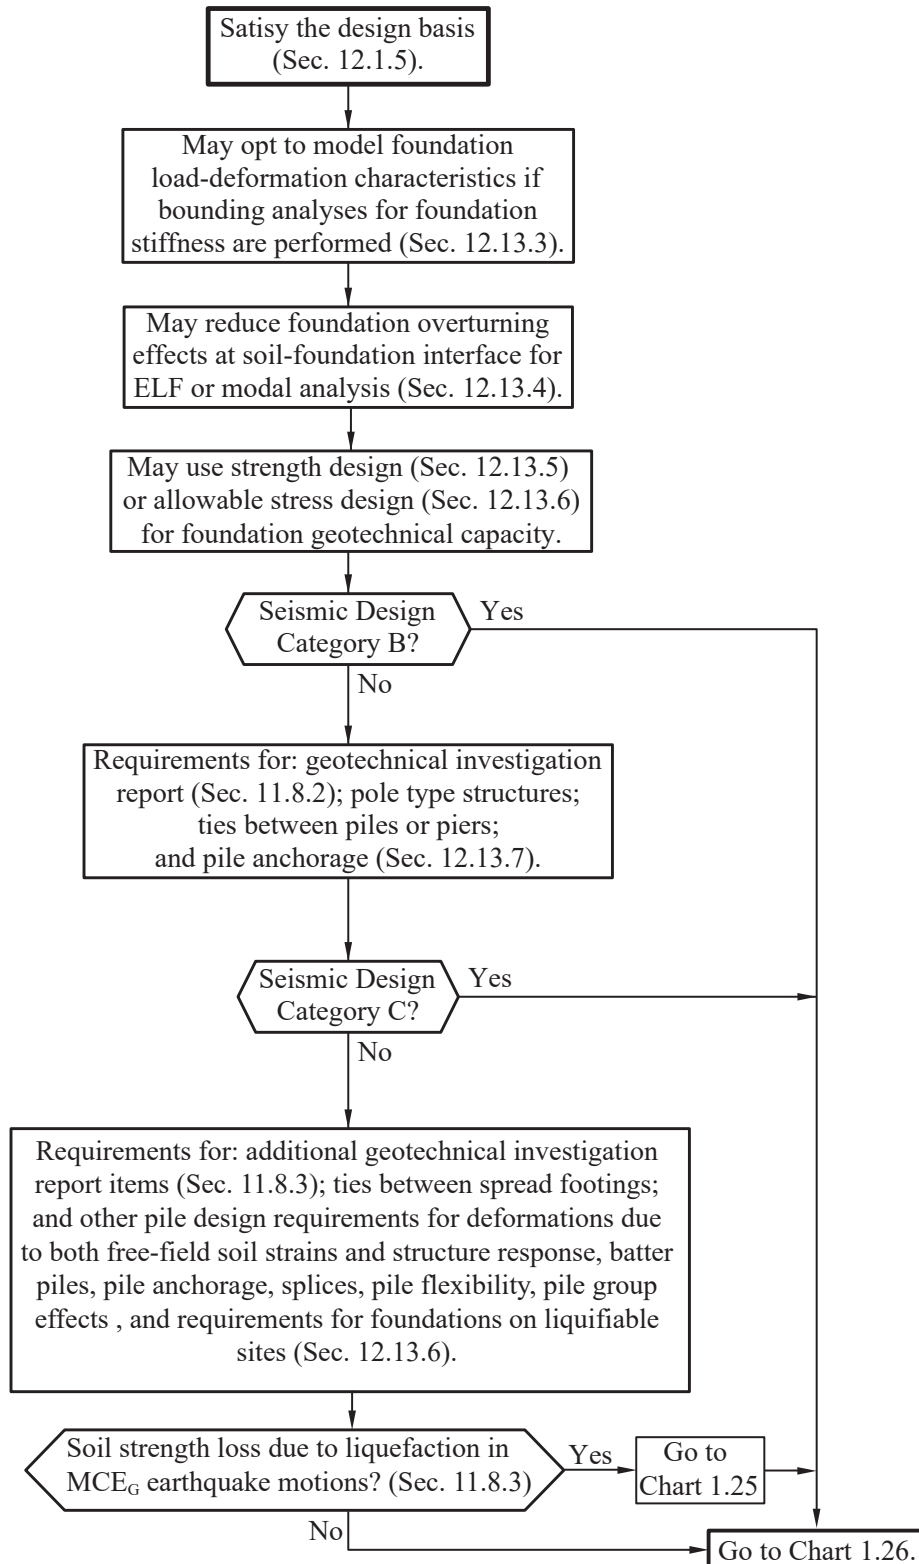 Satisy the design basis
(Sec. 12.1.5).
May opt to model foundation
load-deformation characteristics if
bounding analyses for foundation
stiffness are performed (Sec. 12.13.3).
May reduce foundation overturning
effects at soil-foundation interface for
ELF or modal analysis (Sec. 12.13.4).
May use strength design (Sec. 12.13.5)
or allowable stress design (Sec. 12.13.6)
for foundation geotechnical capacity.
Seismic Design
Category B?
Yes
No
Requirements for: geotechnical investigation
report (Sec. 11.8.2); pole type structures;
ties between piles or piers;
and pile anchorage (Sec. 12.13.7).
Seismic Design
Category C?
Yes
No
Requirements for: additional geotechnical investigation
report items (Sec. 11.8.3); ties between spread footings;
and other pile design requirements for deformations due
to both free-field soil strains and structure response, batter
piles, pile anchorage, splices, pile flexibility, pile group
effects , and requirements for foundations on liquifiable
sites (Sec. 12.13.6).
Soil strength loss due to liquefaction in
MCE<sub>G</sub> earthquake motions? (Sec. 11.8.3)
Yes
Go to
Chart 1.25
No
Go to Chart 1.26.